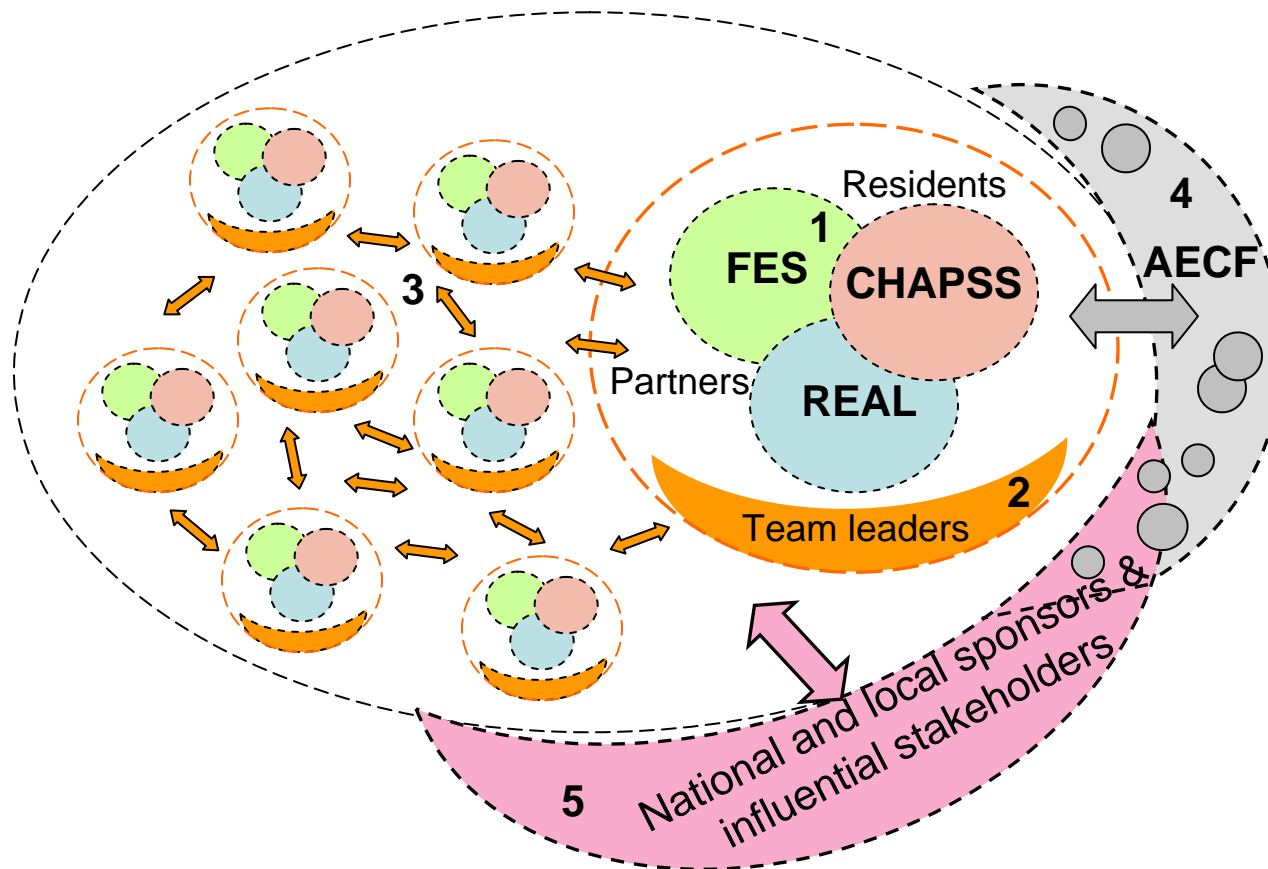 Residents
1
4
FES
CHAPSS
AECF
3
Partners
REAL
2
Team leaders
National and local sponsors &
influential stakeholders
5